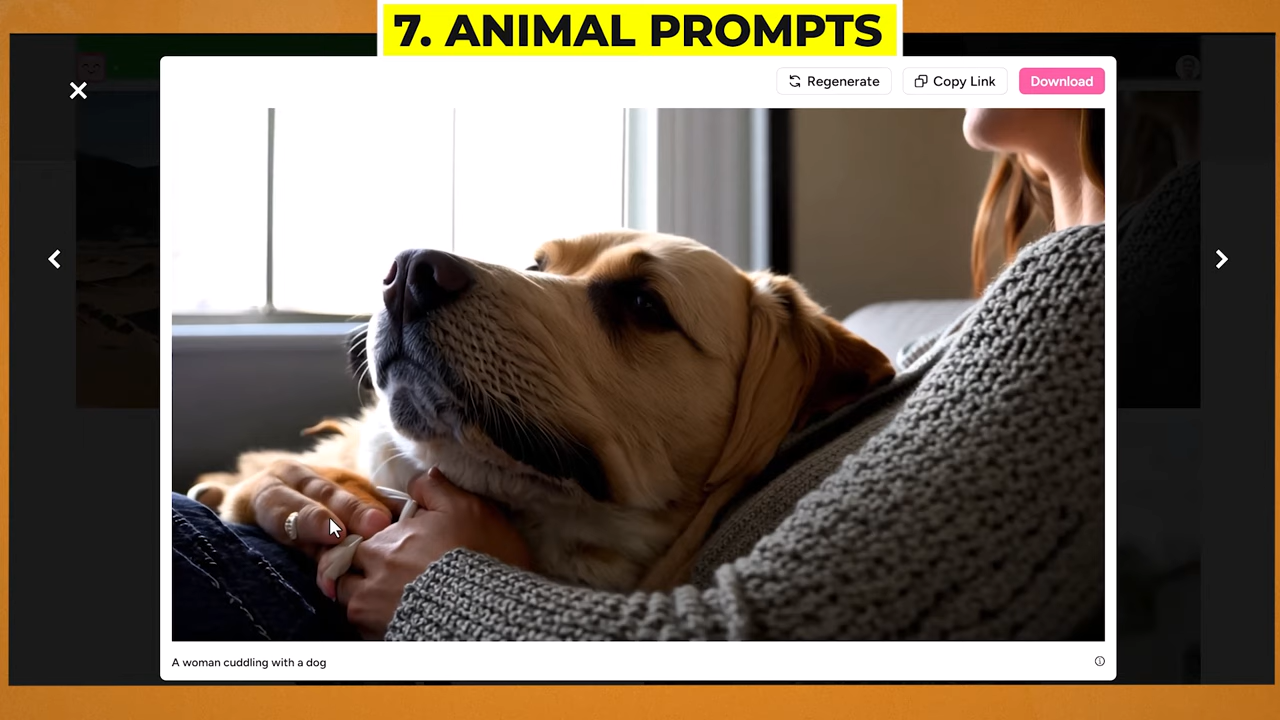 7. ANIMAL PROMPTS
Regenerate
Copy Link
Download
A woman cuddling with a dog